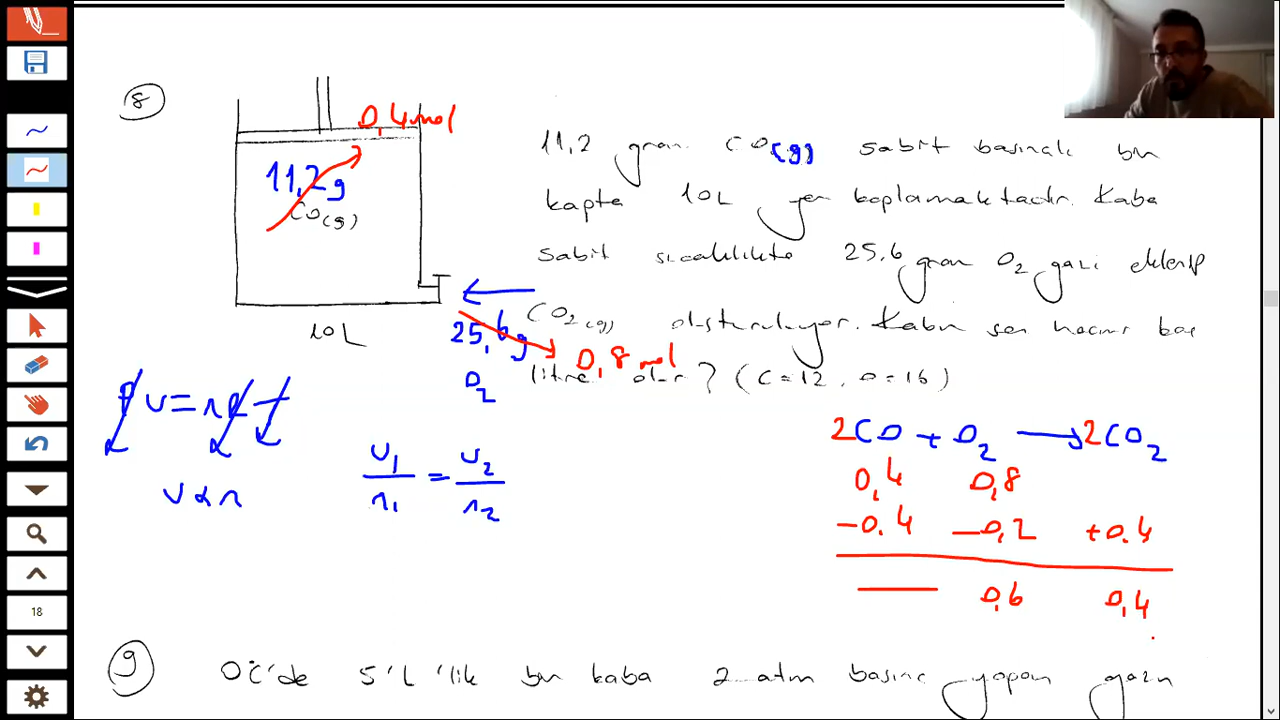 8
0,4 mol
11,2 g
CO(g)
10L
11,2 gram CO(g) sabit basınçlı bir
kapta 10L yer kaplamaktadır. Kaba
sabit sıcaklıkta 25,6 gram O2 gazı eklenip
CO2(g) oluşturuluyor. Kabın son hacmi kaç
litre olur? (C=12, O=16)
25,6 g
O2
0,8 mol
PV=nRT
V α n
V1/n1 = V2/n2
2CO + O2 → 2CO2
0,4 0,8
-0,4 -0,2 +0,4
— 0,6 0,4
9 0°C'de 5'L'lik bir kaba 2 atm basınç yapan gazın
18